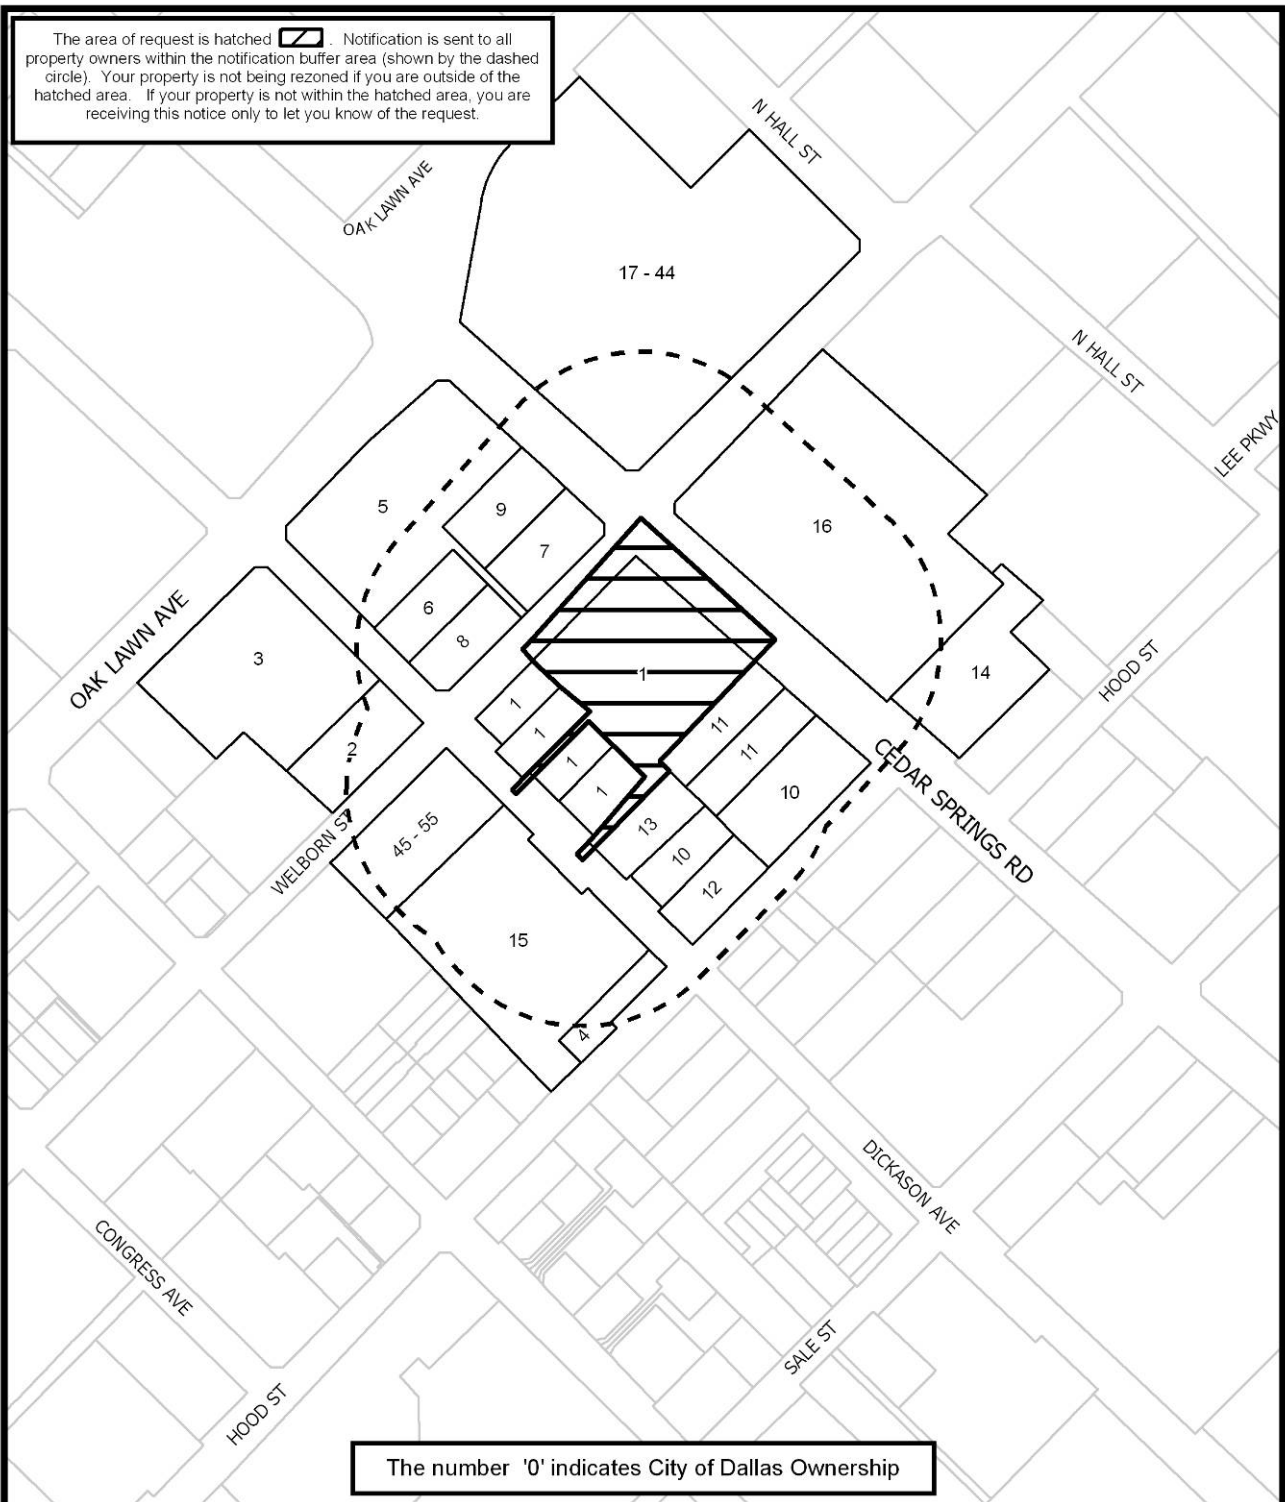 The area of request is hatched . Notification is sent to all
property owners within the notification buffer area (shown by the dashed
circle). Your property is not being rezoned if you are outside of the
hatched area. If your property is not within the hatched area, you are
receiving this notice only to let you know of the request.
N HALL ST
OAK LAWN AVE
17 - 44
N HALL ST
LEE PKWY
5
9
16
7
OAK LAWN AVE
6
8
3
1
14
HOOD ST
1
11
2
1
11
CEDAR SPRINGS RD
1
1
10
WELBORN ST
45 - 55
13
10
12
15
4
DICKASON AVE
CONGRESS AVE
SALE ST
HOOD ST
The number '0' indicates City of Dallas Ownership